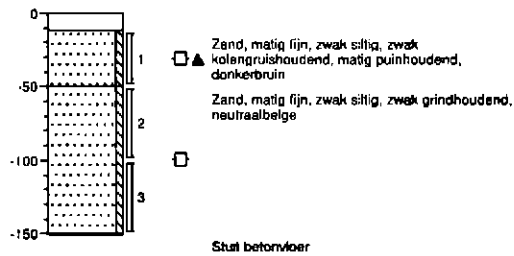 0
Zand, matig fijn, zwak siltig, zwak
1
kolengruishoudend, matig puinhoudend,
donkerbruin
-50
Zand, matig fijn, zwak siltig, zwak grindhoudend,
neutraalbeige
2
-100
3
-150
Stuit betonvloer